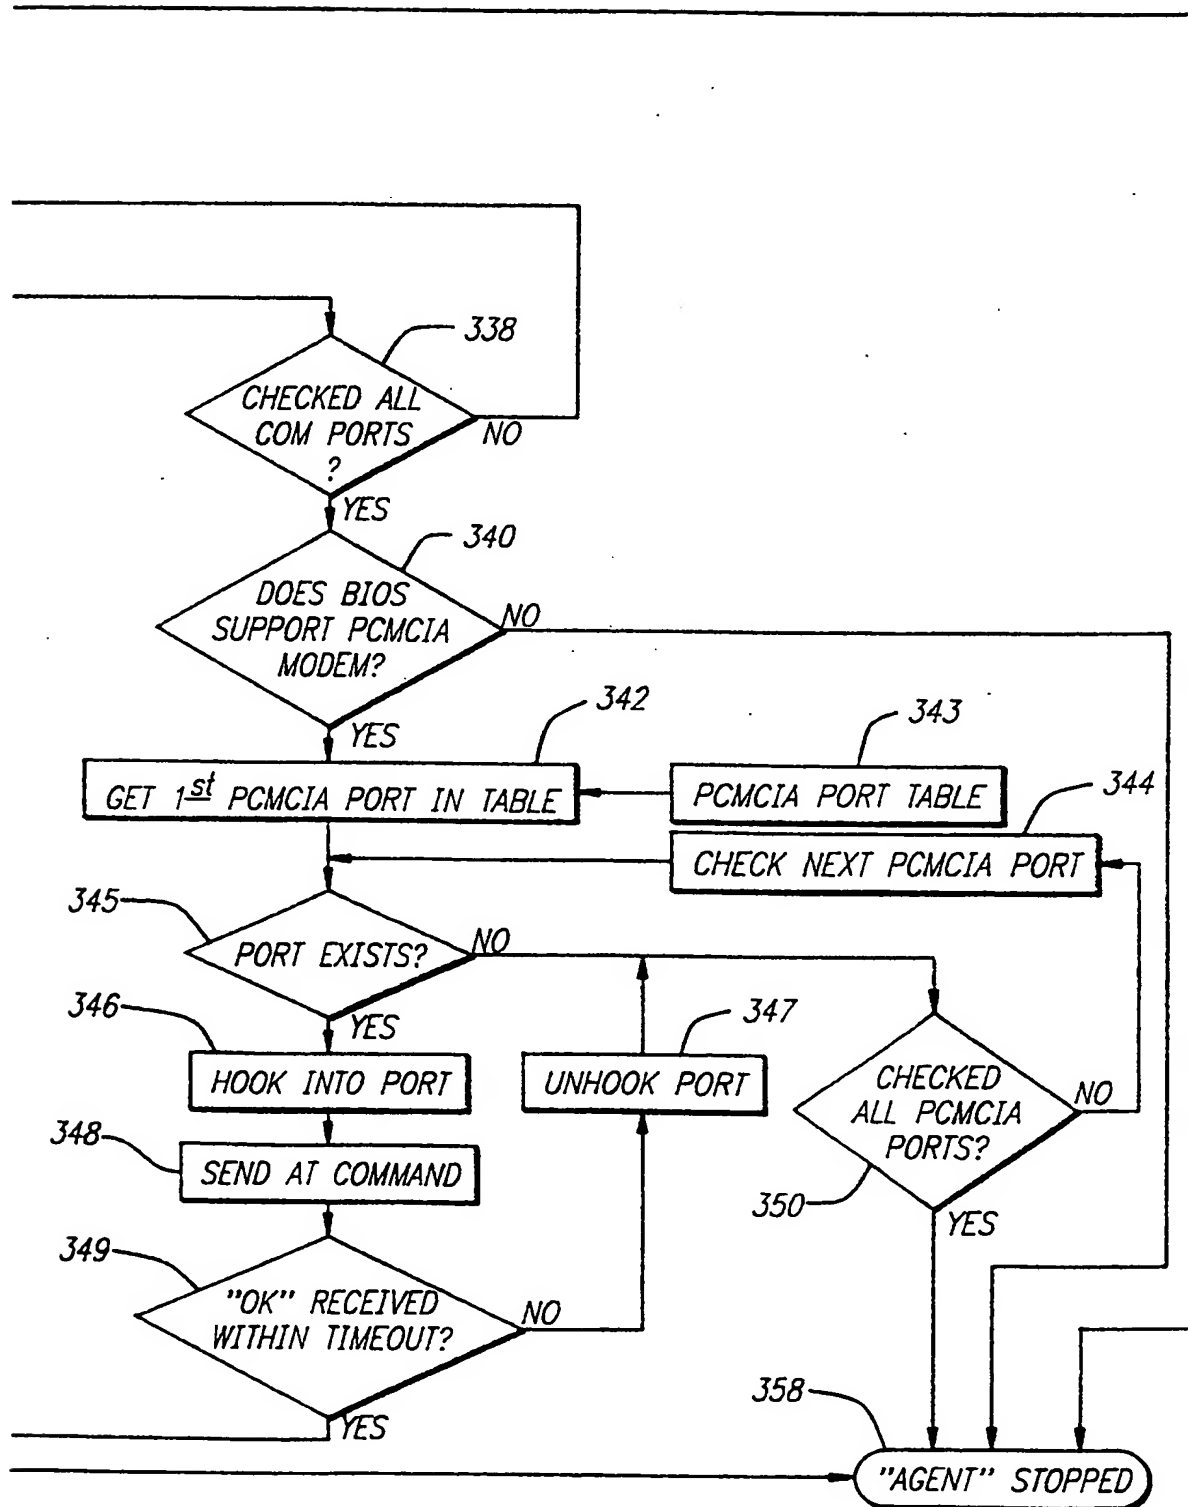 338
CHECKED ALL
COM PORTS
?
NO
YES
340
DOES BIOS
SUPPORT PCMCIA
MODEM?
NO
YES
342
GET 1st PCMCIA PORT IN TABLE
343
PCMCIA PORT TABLE
344
CHECK NEXT PCMCIA PORT
345
PORT EXISTS?
NO
YES
346
HOOK INTO PORT
347
UNHOOK PORT
CHECKED
ALL PCMCIA
PORTS?
NO
348
SEND AT COMMAND
350
YES
349
"OK" RECEIVED
WITHIN TIMEOUT?
NO
YES
358
"AGENT" STOPPED